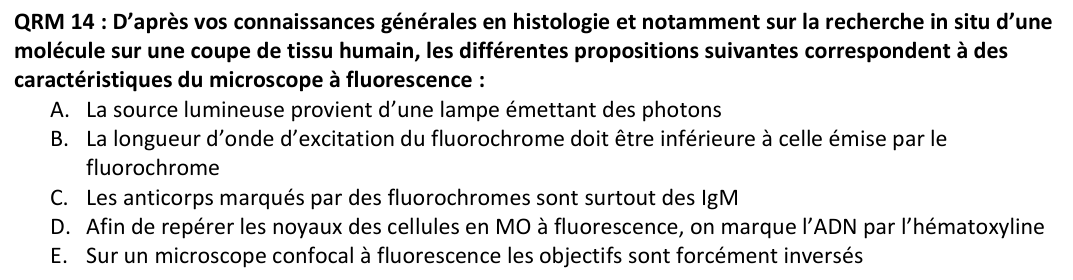 QRM 14 : D’après vos connaissances générales en histologie et notamment sur la recherche in situ d’une
molécule sur une coupe de tissu humain, les différentes propositions suivantes correspondent à des
caractéristiques du microscope à fluorescence :
A. La source lumineuse provient d’une lampe émettant des photons
B. La longueur d’onde d’excitation du fluorochrome doit être inférieure à celle émise par le
fluorochrome
C. Les anticorps marqués par des fluorochromes sont surtout des IgM
D. Afin de repérer les noyaux des cellules en MO à fluorescence, on marque l’ADN par l’hématoxyline
E. Sur un microscope confocal à fluorescence les objectifs sont forcément inversés